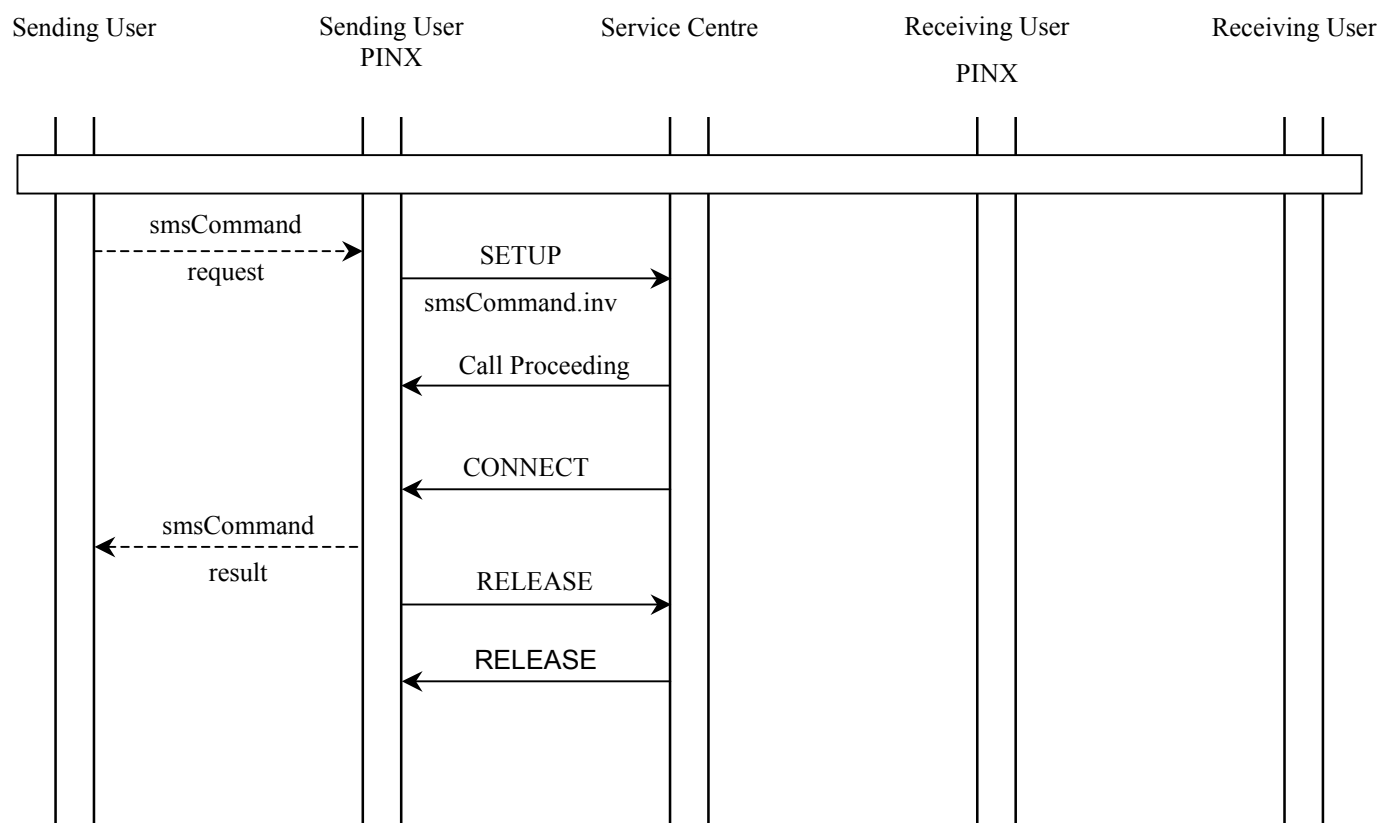 Sending User
Sending User
PINX
Service Centre
Receiving User
PINX
Receiving User
smsCommand
request
SETUP
smsCommand.inv
Call Proceeding
CONNECT
smsCommand
result
RELEASE
RELEASE